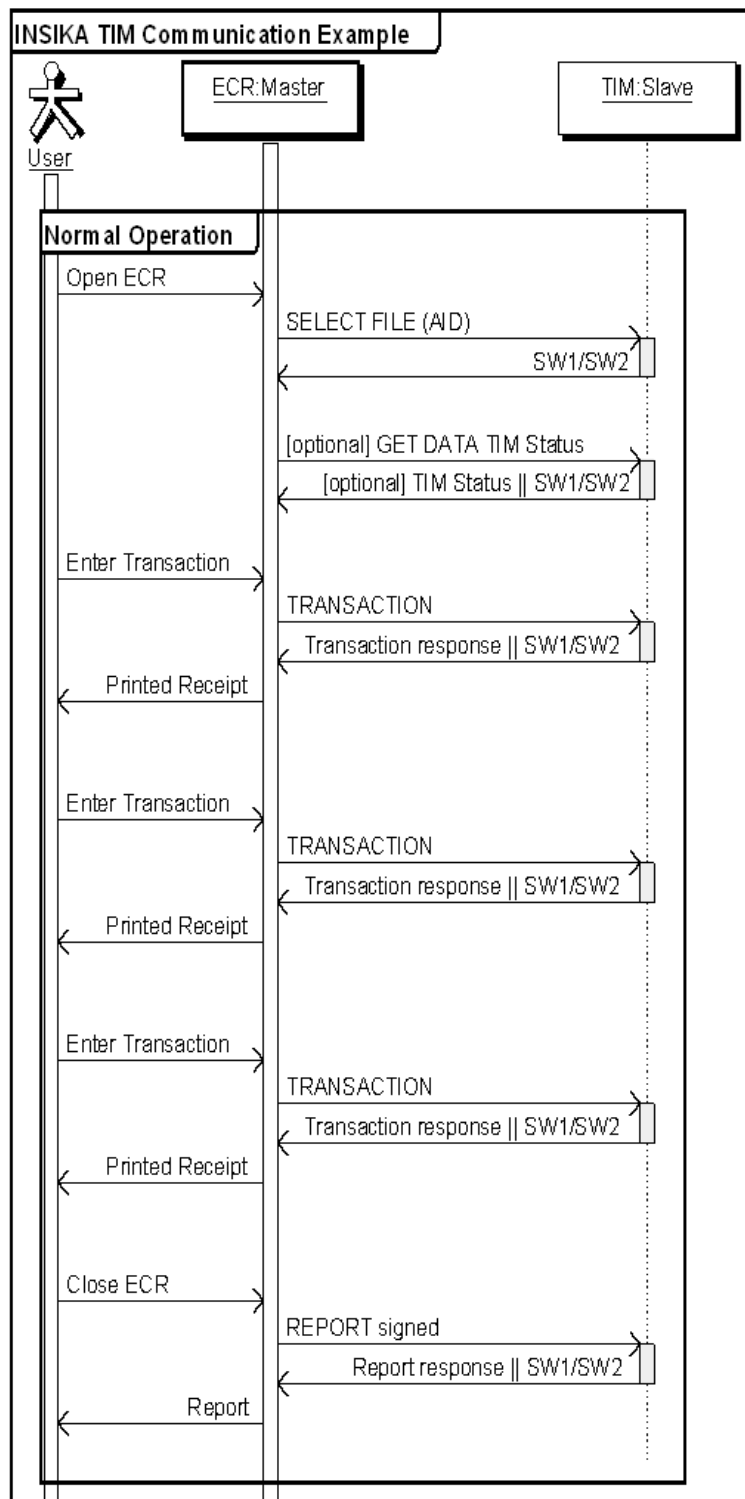 INSIKA TIM Communication Example
ECR:Master
TIM:Slave
User
Normal Operation
Open ECR
SELECT FILE (AID)
SW1/SW2
[optional] GET DATA TIM Status
[optional] TIM Status || SW1/SW2
Enter Transaction
TRANSACTION
Transaction response || SW1/SW2
Printed Receipt
Enter Transaction
TRANSACTION
Transaction response || SW1/SW2
Printed Receipt
Enter Transaction
TRANSACTION
Transaction response || SW1/SW2
Printed Receipt
Close ECR
REPORT signed
Report response || SW1/SW2
Report